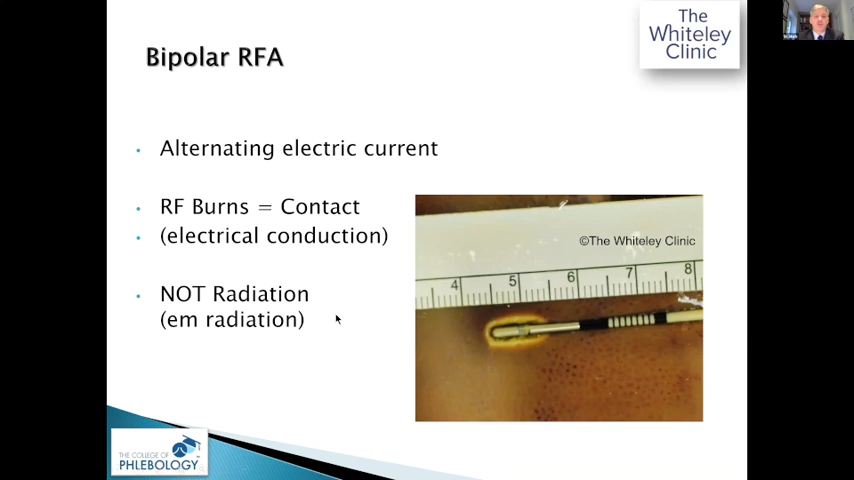 Bipolar RFA
The
Whiteley
Clinic
Alternating electric current
RF Burns = Contact
(electrical conduction)
NOT Radiation
(em radiation)
©The Whiteley Clinic
4 5 6 7 8
THE COLLEGE OF
PHLEBOLOGY